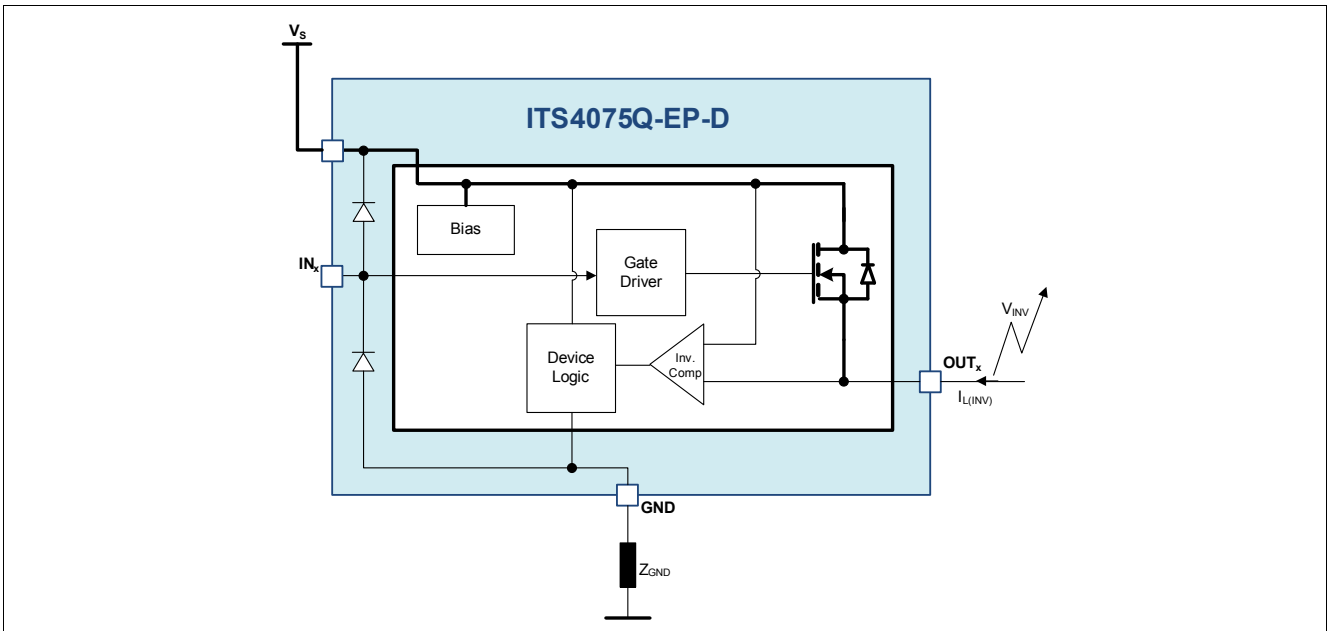 VS
ITS4075Q-EP-D
Bias
INx
Gate
Driver
VINV
Device
Logic
Inv.
Comp
OUTx
IL(INV)
GND
ZGND